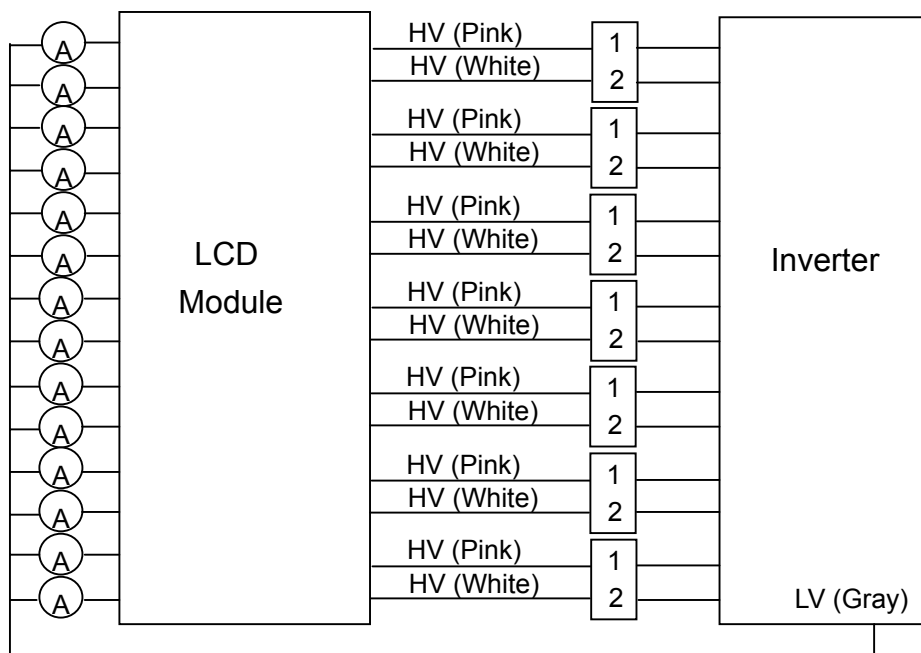 A
A
A
A
A
A
A
A
A
A
A
A
A
A
LCD
Module
HV (Pink)
HV (White)
1
2
HV (Pink)
HV (White)
1
2
HV (Pink)
HV (White)
1
2
HV (Pink)
HV (White)
1
2
HV (Pink)
HV (White)
1
2
HV (Pink)
HV (White)
1
2
HV (Pink)
HV (White)
1
2
Inverter
LV (Gray)